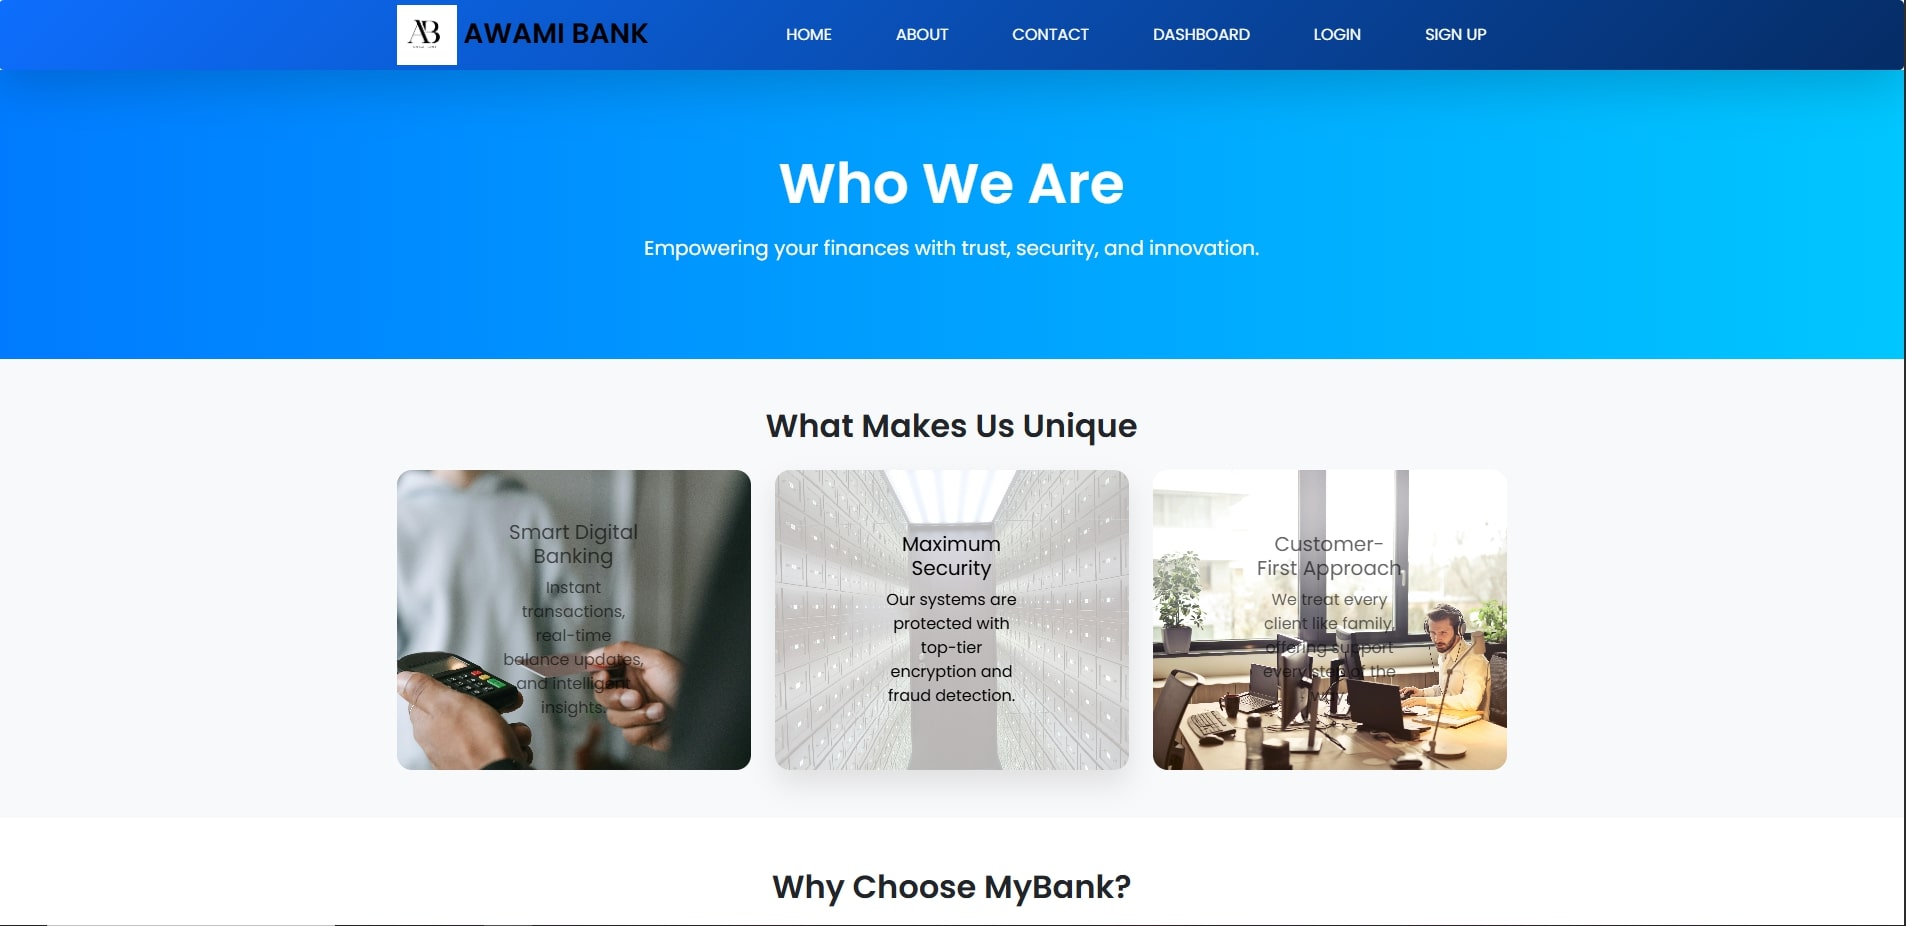 AB
AWAMI BANK
HOME
ABOUT
CONTACT
DASHBOARD
LOGIN
SIGN UP
Who We Are
Empowering your finances with trust, security, and innovation.
What Makes Us Unique
Smart Digital
Banking
Instant
transactions,
real-time
balance updates,
and intelligent
insights.
Maximum
Security
Our systems are
protected with
top-tier
encryption and
fraud detection.
Customer-
First Approach
We treat every
client like family,
offering support
every step of the
way.
Why Choose MyBank?